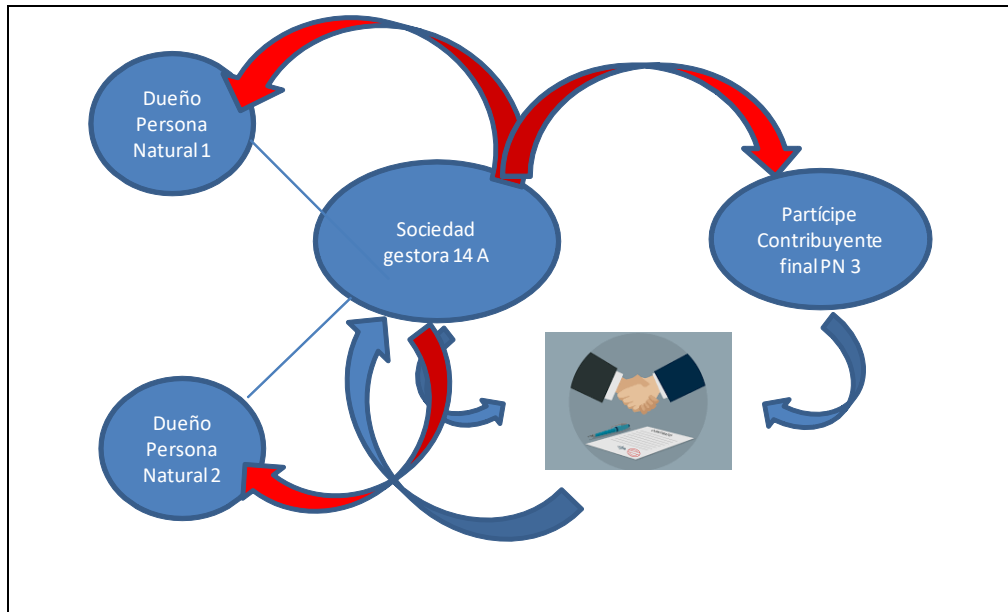 Dueño
Persona
Natural 1
Sociedad
gestora 14 A
Partícipe
Contribuyente
final PN 3
Dueño
Persona
Natural 2